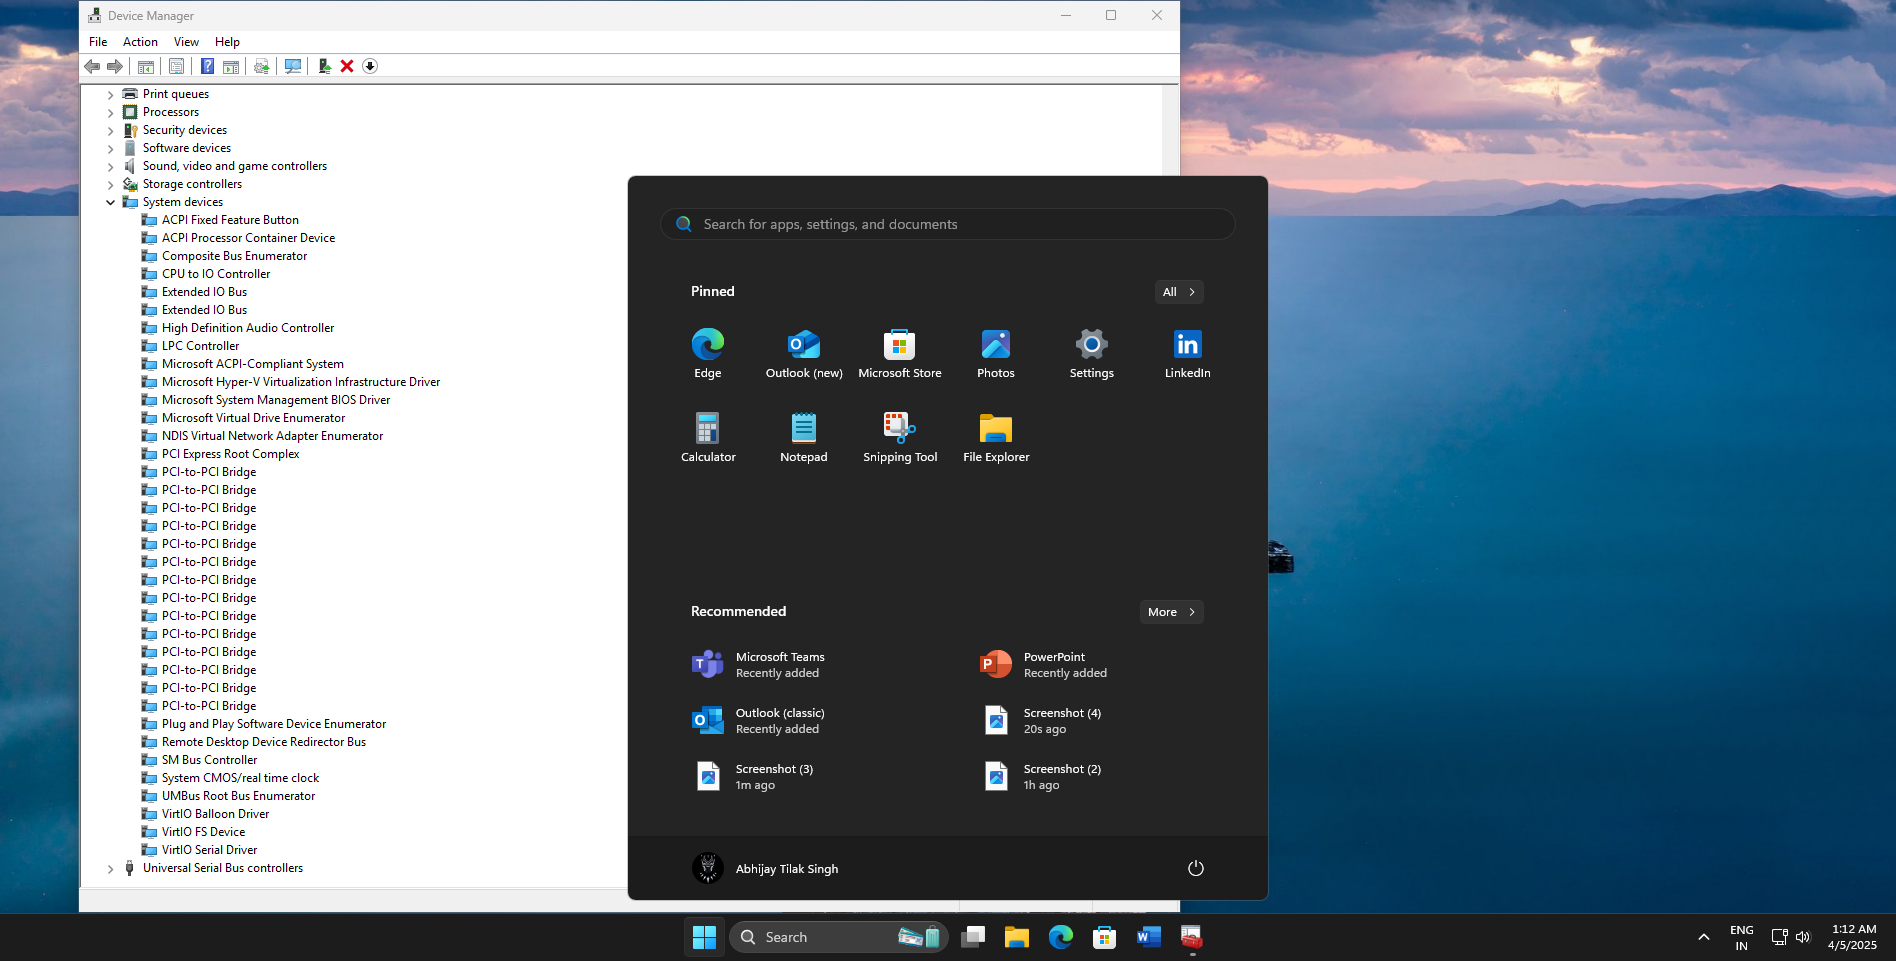 Device Manager
File Action View Help
Print queues
Processors
Security devices
Software devices
Sound, video and game controllers
Storage controllers
System devices
ACPI Fixed Feature Button
ACPI Processor Container Device
Composite Bus Enumerator
CPU to IO Controller
Extended IO Bus
Extended IO Bus
High Definition Audio Controller
LPC Controller
Microsoft ACPI-Compliant System
Microsoft Hyper-V Virtualization Infrastructure Driver
Microsoft System Management BIOS Driver
Microsoft Virtual Drive Enumerator
NDIS Virtual Network Adapter Enumerator
PCI Express Root Complex
PCI-to-PCI Bridge
PCI-to-PCI Bridge
PCI-to-PCI Bridge
PCI-to-PCI Bridge
PCI-to-PCI Bridge
PCI-to-PCI Bridge
PCI-to-PCI Bridge
PCI-to-PCI Bridge
PCI-to-PCI Bridge
PCI-to-PCI Bridge
PCI-to-PCI Bridge
PCI-to-PCI Bridge
PCI-to-PCI Bridge
PCI-to-PCI Bridge
Plug and Play Software Device Enumerator
Remote Desktop Device Redirector Bus
SM Bus Controller
System CMOS/real time clock
UMBus Root Bus Enumerator
VirtIO Balloon Driver
VirtIO FS Device
VirtIO Serial Driver
Universal Serial Bus controllers
Search for apps, settings, and documents
Pinned All
Edge Outlook (new) Microsoft Store Photos Settings LinkedIn
Calculator Notepad Snipping Tool File Explorer
Recommended More
Microsoft Teams
Recently added
PowerPoint
Recently added
Outlook (classic)
Recently added
Screenshot (4)
20s ago
Screenshot (3)
1m ago
Screenshot (2)
1h ago
Abhijay Tilak Singh
Search
ENG
IN
1:12 AM
4/5/2025